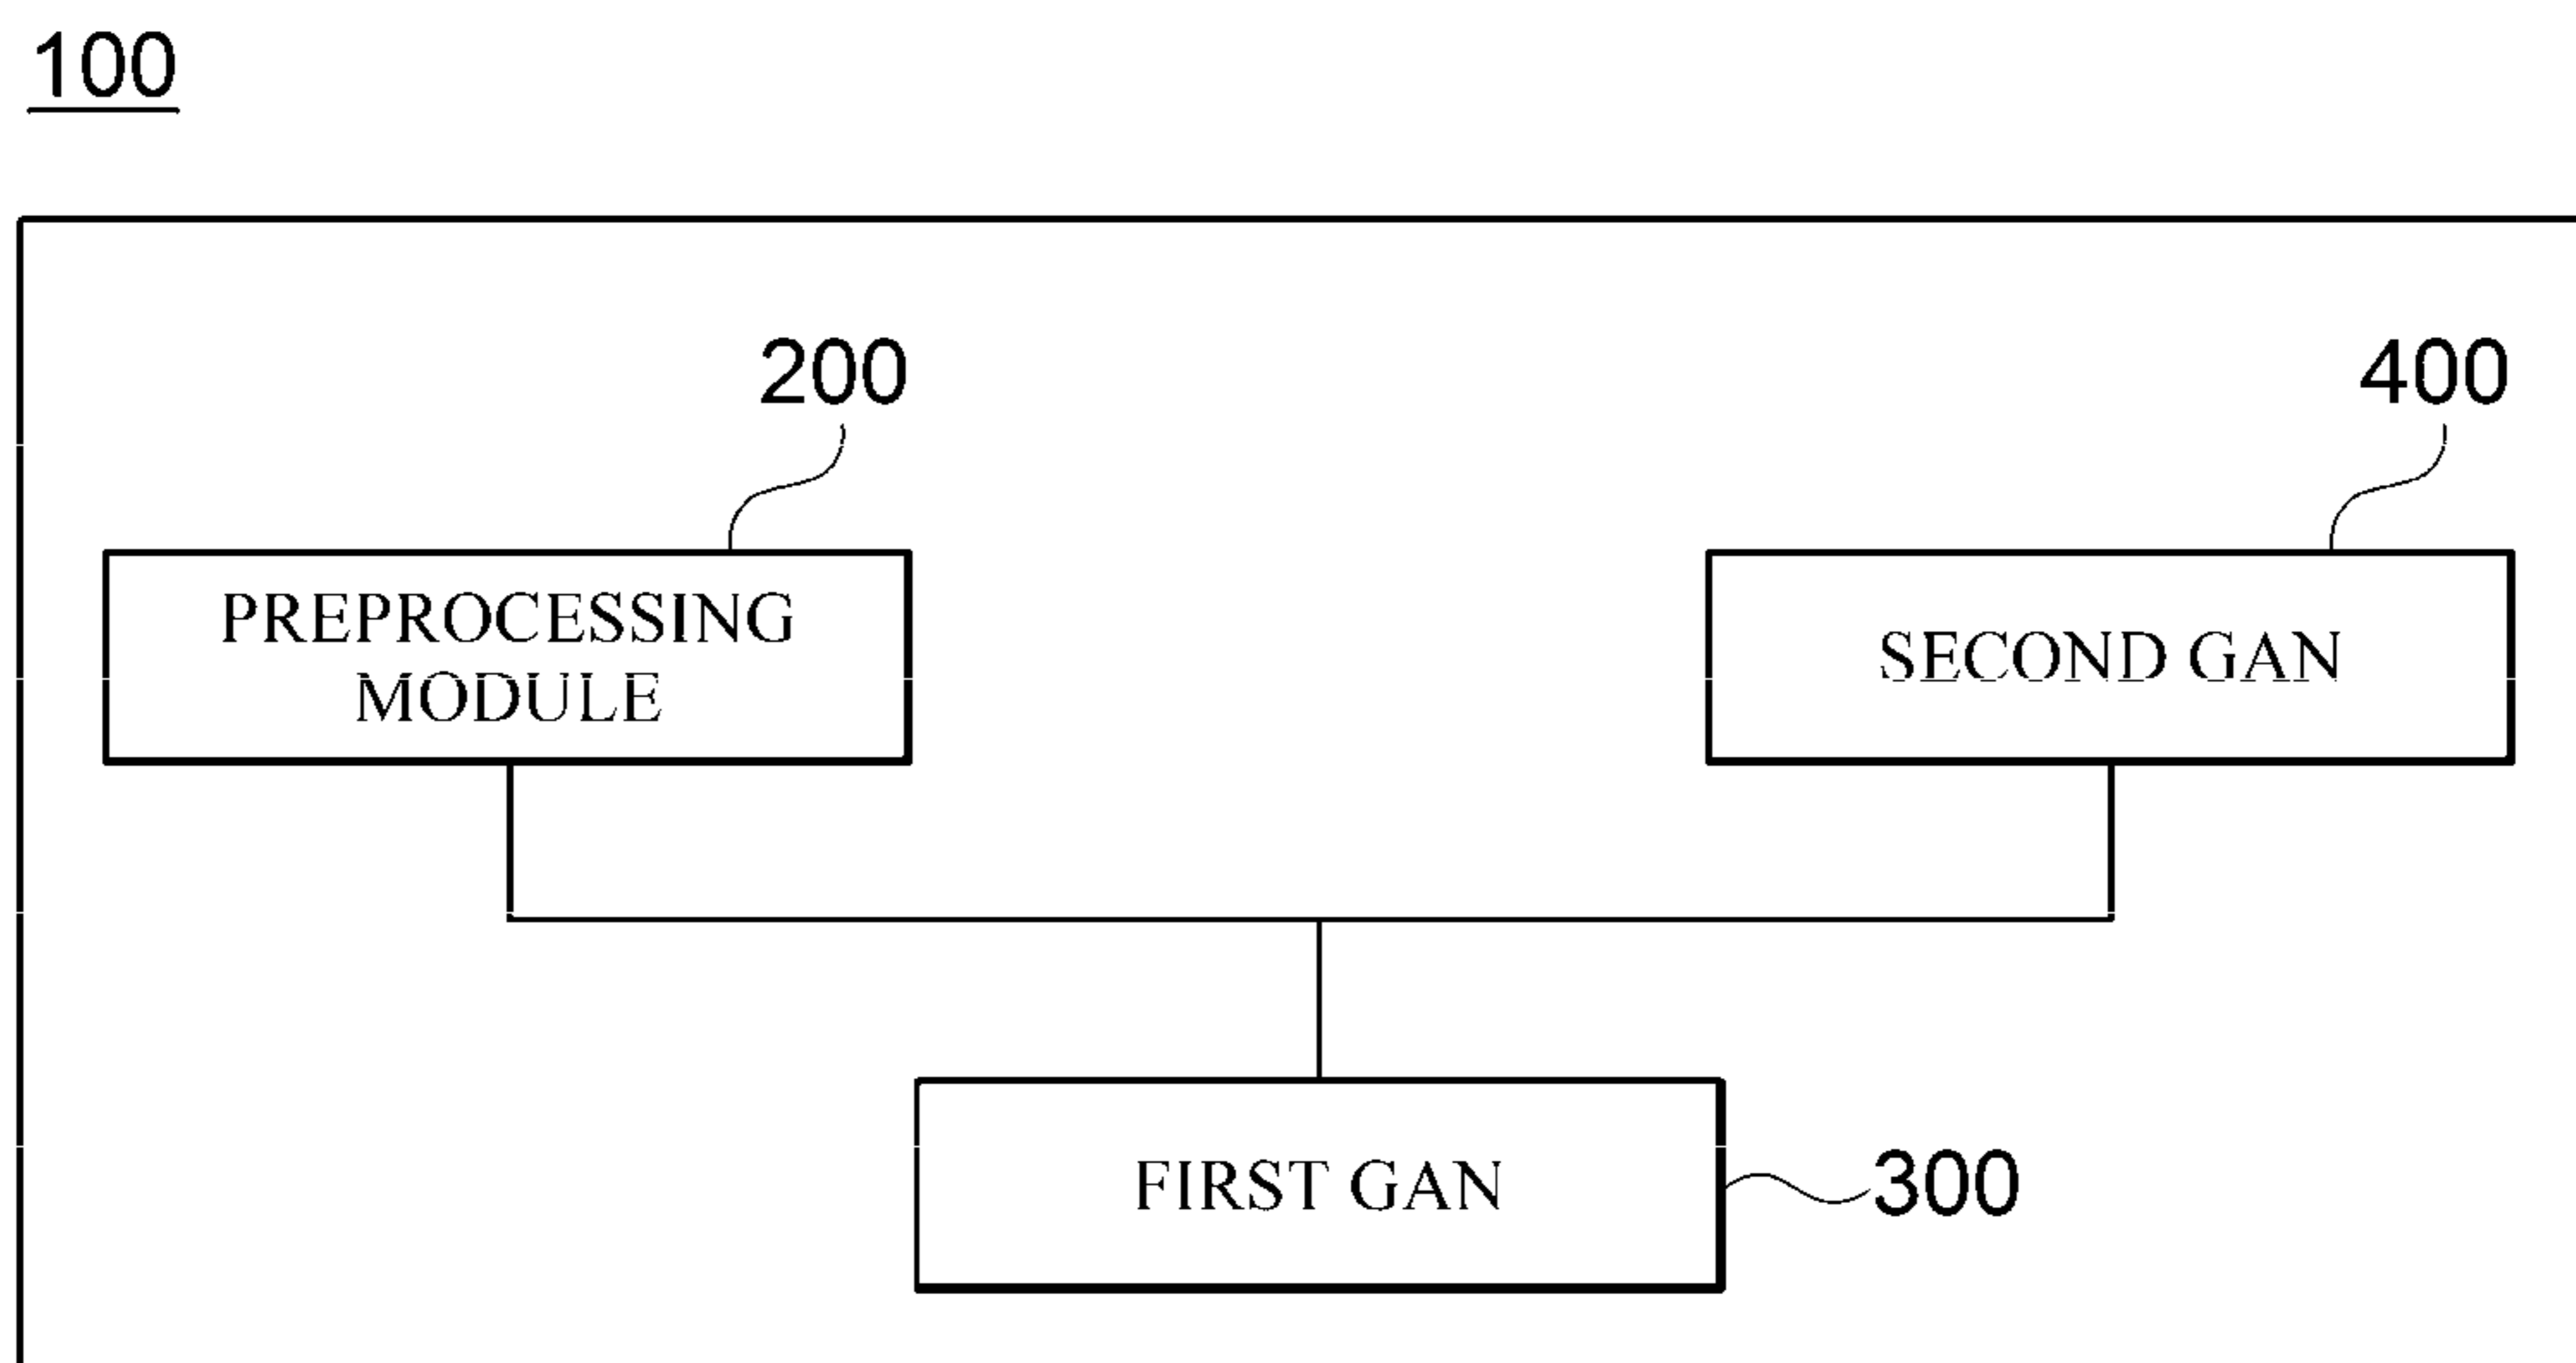 100
200
400
PREPROCESSING
MODULE
SECOND GAN
FIRST GAN
300